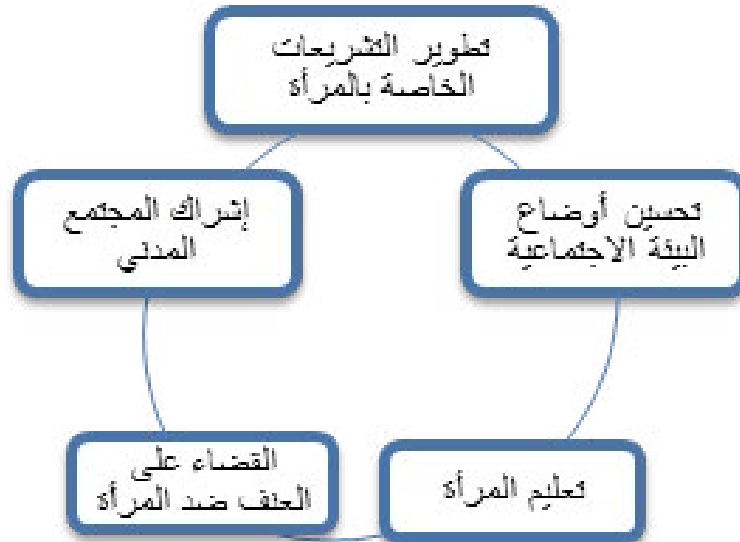 تطوير التشريعات
الخاصة بالمرأة
تحسين أوضاع
البيئة الاجتماعية
تعليم المرأة
القضاء على
العنف ضد المرأة
إشراك المجتمع
المدني